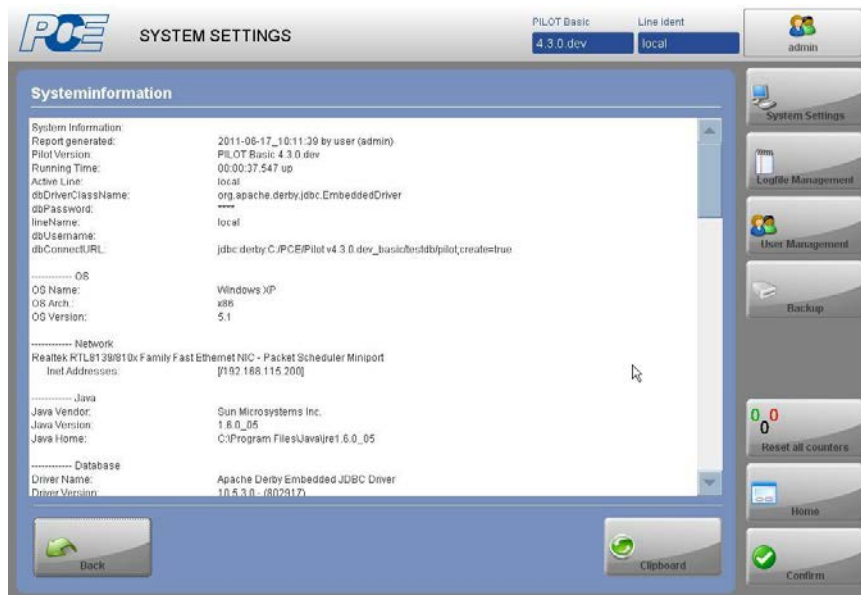 PCE
SYSTEM SETTINGS
PILOT Basic
4.3.0.dev
Line ident
local
admin
Systeminformation
System Information:
Report generated: 2011-06-17_10:11:39 by user (admin)
Pilot Version: PILOT Basic 4.3.0.dev
Running Time: 00:00:37.547 up
Active Line: local
dbDriverClassName: org.apache.derby.jdbc.EmbeddedDriver
dbPassword: ****
lineName: local
dbUsername:
dbConnectURL: jdbc:derby:C:/PCE/Pilot v4.3.0.dev_basic/testdb/pilot;create=true
------------ OS
OS Name: Windows XP
OS Arch.: x86
OS Version: 5.1
------------ Network
Realtek RTL8139/810x Family Fast Ethernet NIC - Packet Scheduler Miniport
Inet Addresses: [/192.168.115.200]
------------ Java
Java Vendor: Sun Microsystems Inc.
Java Version: 1.6.0_05
Java Home: C:\Program Files\Java\jre1.6.0_05
------------ Database
Driver Name: Apache Derby Embedded JDBC Driver
Driver Version: 10.5.3.0 - (802917)
System Settings
Logfile Management
User Management
Backup
0 0 0
Reset all counters
Home
Confirm
Back
Clipboard